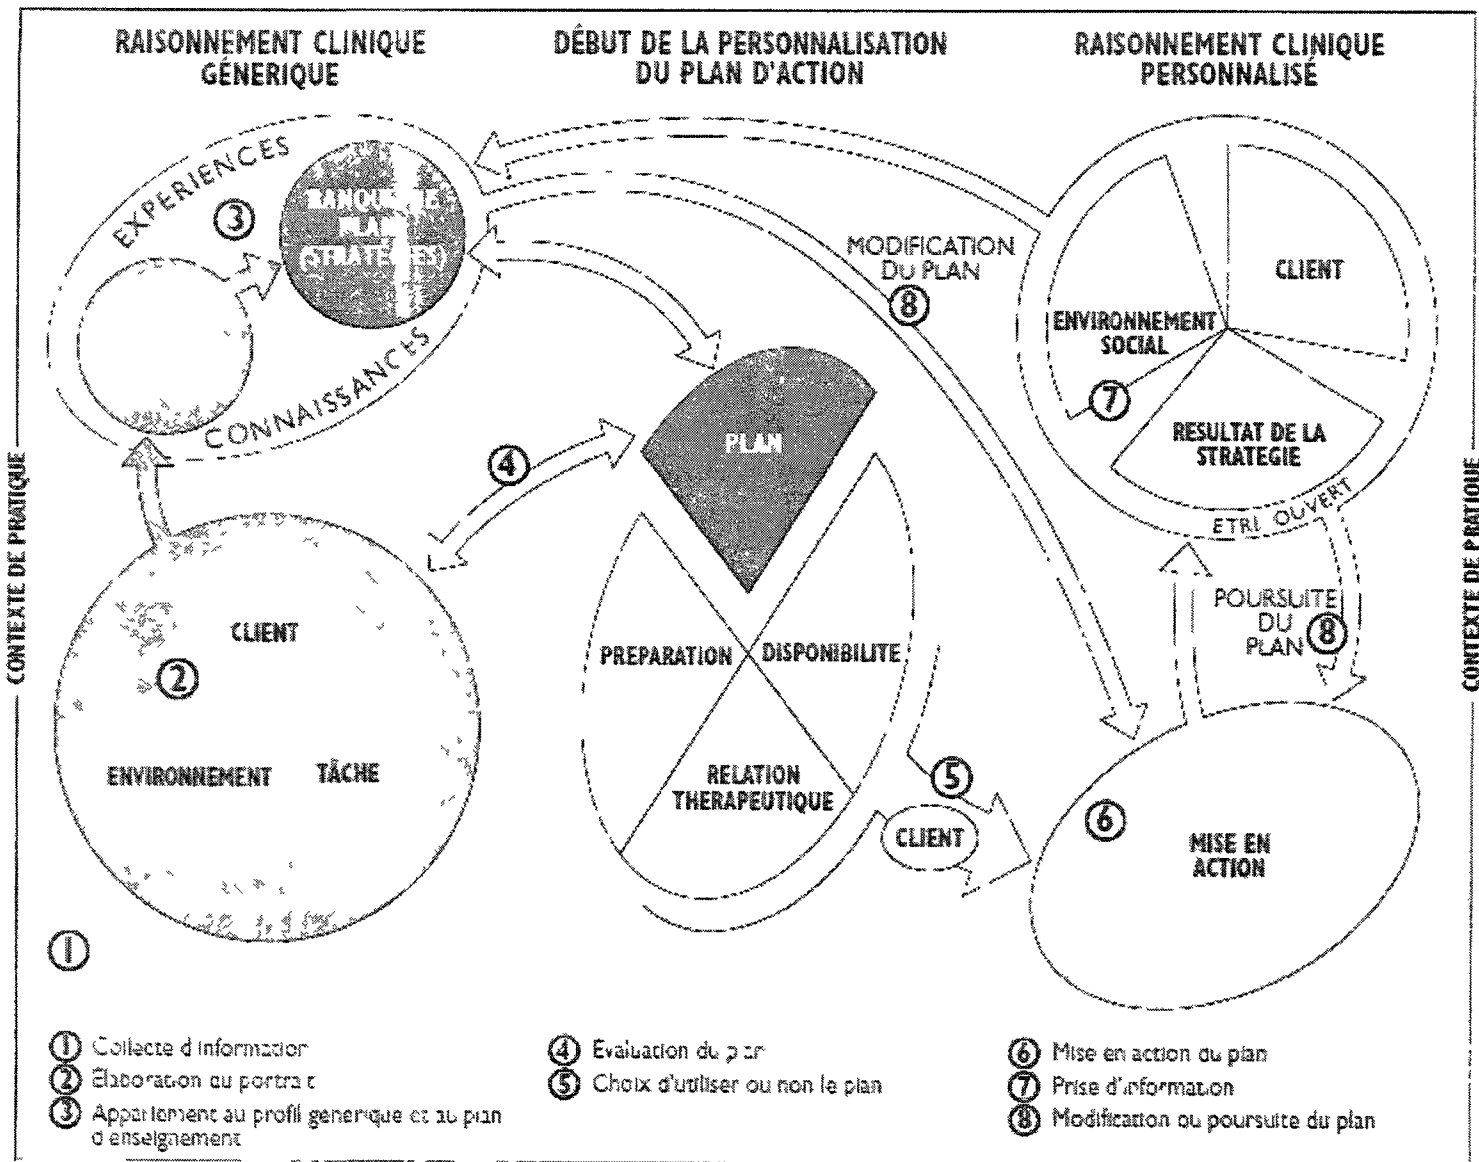 RAISONNEMENT CLINIQUE
GÉNERIQUE
DÉBUT DE LA PERSONNALISATION
DU PLAN D'ACTION
RAISONNEMENT CLINIQUE
PERSONNALISÉ
EXPERIENCES
3
CONNAISSANCES
MODIFICATION
DU PLAN
8
CLIENT
ENVIRONNEMENT
SOCIAL
7
RESULTAT DE LA
STRATEGIE
OUVERT
PLAN
4
CONTEXTE DE PRATIQUE
CONTEXTE DE PRATIQUE
CLIENT
2
ENVIRONNEMENT
TÂCHE
PREPARATION
DISPONIBILITE
RELATION
THERAPEUTIQUE
POURSUITE
DU
PLAN
8
5
CLIENT
6
MISE EN
ACTION
1
1 Collecte d'information
2 Elaboration du portrait
3 Appariement au profil generique et au plan
d'enseignement
4 Evaluation du plan
5 Choix d'utiliser ou non le plan
6 Mise en action du plan
7 Prise d'information
8 Modification ou poursuite du plan